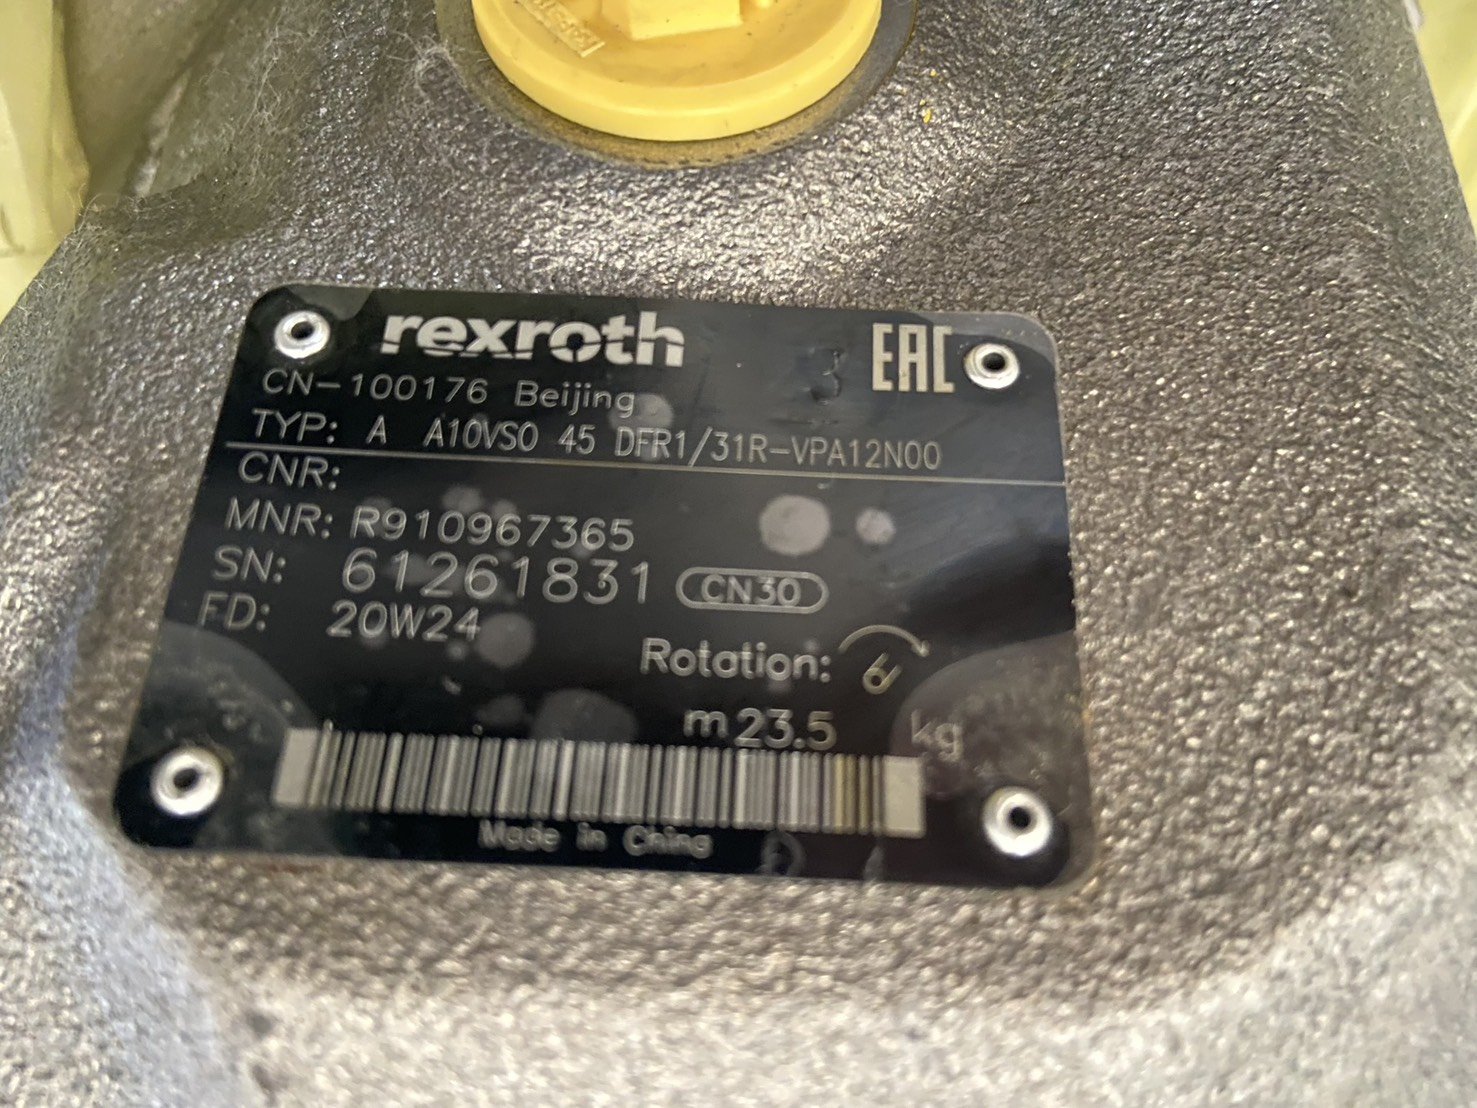 rexroth
3 EAC
CN-100176 Beijing
TYP: A A10VSO 45 DFR1/31R-VPA12N00
CNR:
MNR: R910967365
SN: 61261831 CN30
FD: 20W24
Rotation:
m 23.5 kg
Made in China